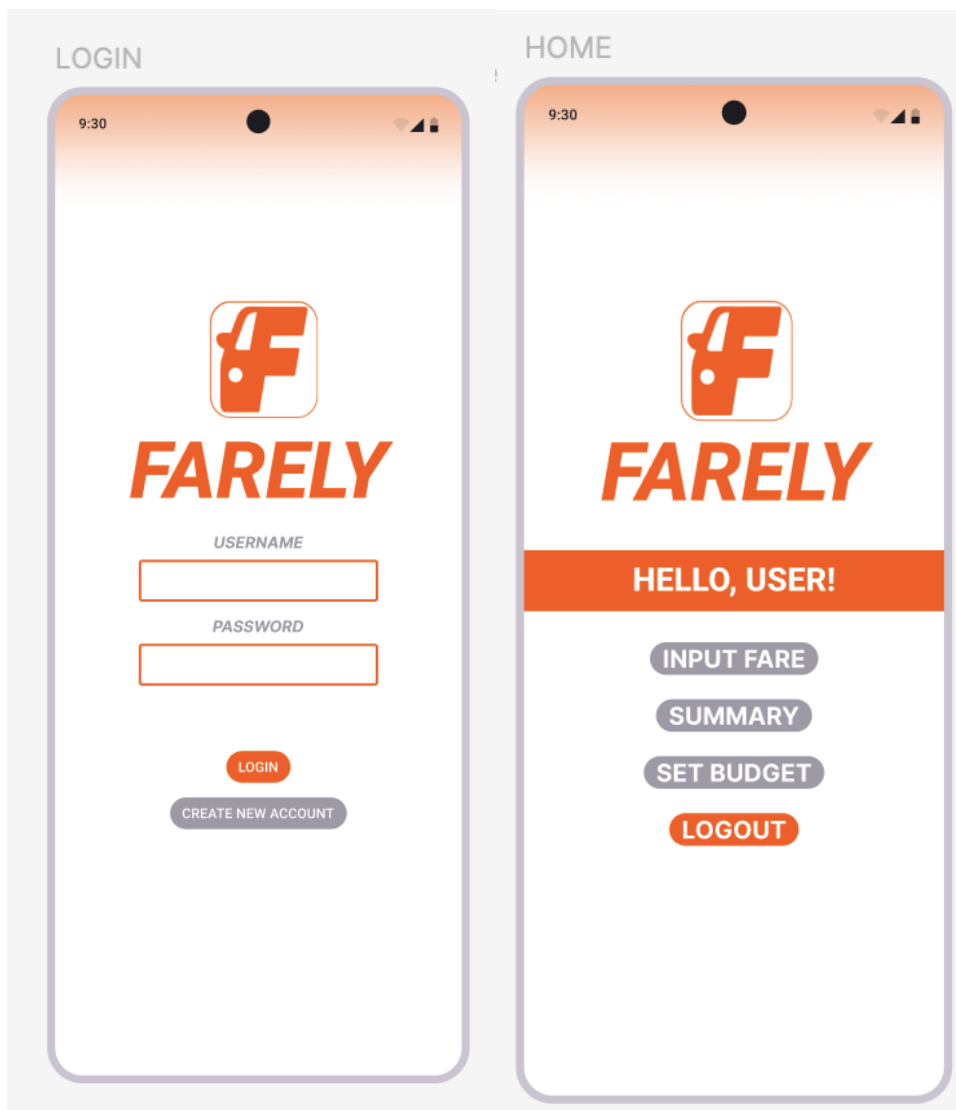 LOGIN
9:30
F
FARELY
USERNAME
PASSWORD
LOGIN
CREATE NEW ACCOUNT
HOME
9:30
F
FARELY
HELLO, USER!
INPUT FARE
SUMMARY
SET BUDGET
LOGOUT